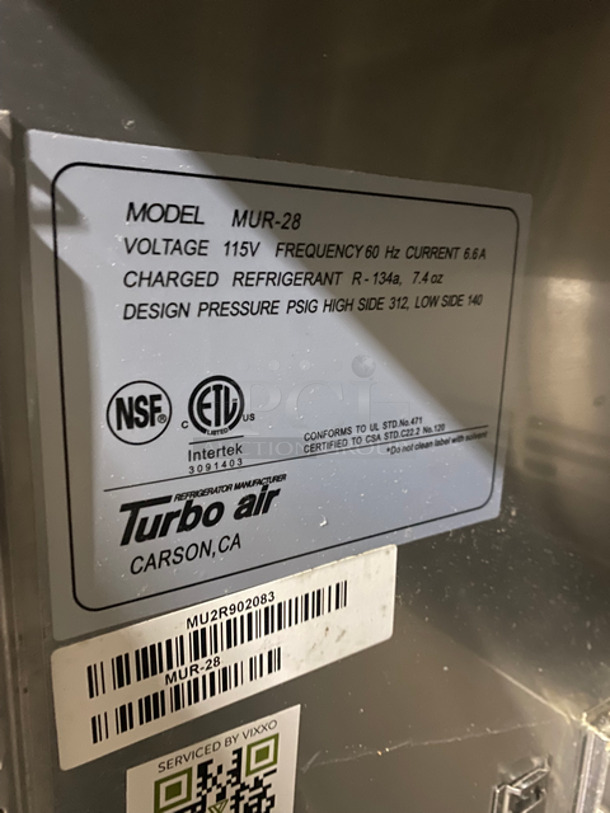 MODEL MUR-28
VOLTAGE 115V FREQUENCY 60 Hz CURRENT 6.6 A
CHARGED REFRIGERANT R-134a, 7.4 oz
DESIGN PRESSURE PSIG HIGH SIDE 312, LOW SIDE 140
NSF®
C ETL US
LISTED
Intertek
3091403
CONFORMS TO UL STD.No.471
CERTIFIED TO CSA STD.C22.2 No.120
*Do not clean label with solvent
REFRIGERATOR MANUFACTURER
Turbo air
CARSON,CA
MU2R902083
MUR-28
SERVICED BY VIXXO